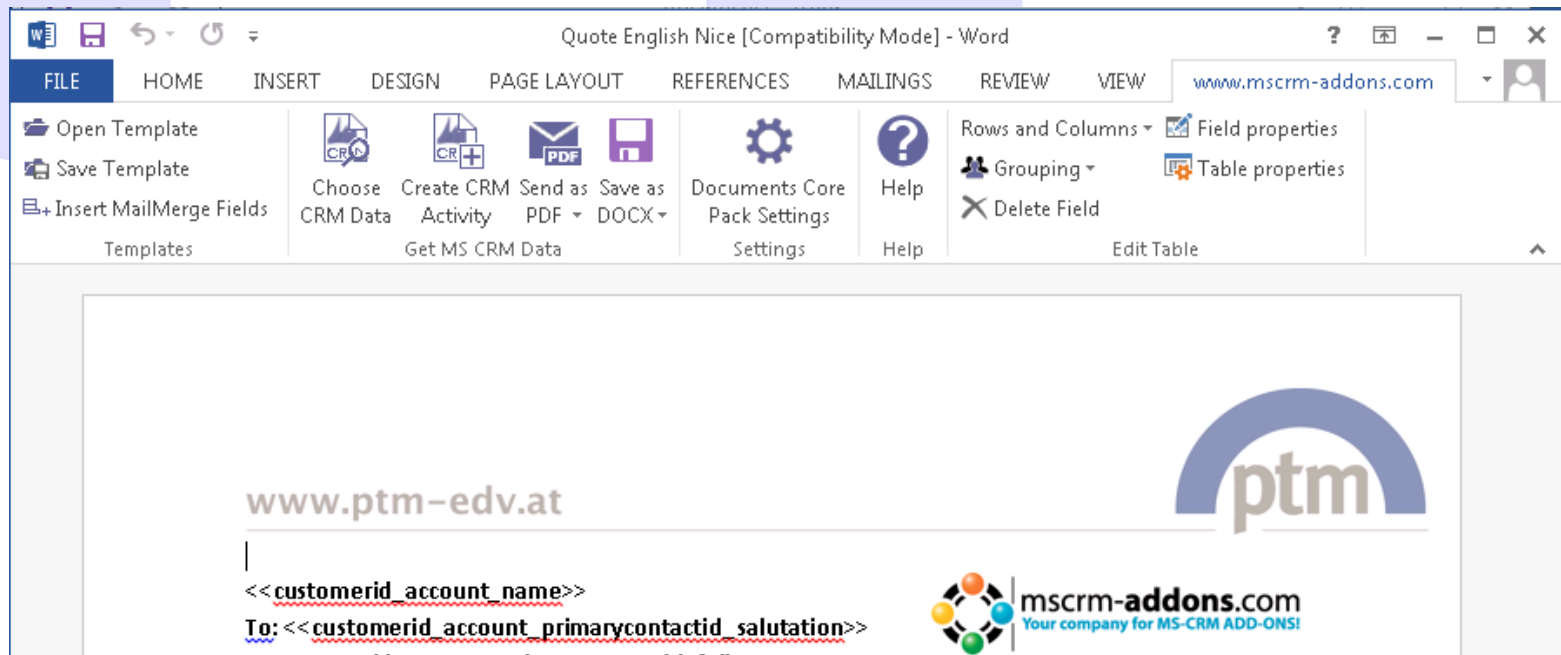 Quote English Nice [Compatibility Mode] - Word
FILE HOME INSERT DESIGN PAGE LAYOUT REFERENCES MAILINGS REVIEW VIEW www.mscrm-addons.com
Open Template
Save Template
Insert MailMerge Fields
Templates
Choose CRM Data
Create CRM Activity
PDF
Send as PDF
Save as DOCX
Get MS CRM Data
Documents Core Pack Settings
Settings
Help
Help
Rows and Columns
Grouping
Delete Field
Field properties
Table properties
Edit Table
www.ptm-edv.at
ptm
<<customerid_account_name>>
To: <<customerid_account_primarycontactid_salutation>>
mscrm-addons.com
Your company for MS-CRM ADD-ONS!